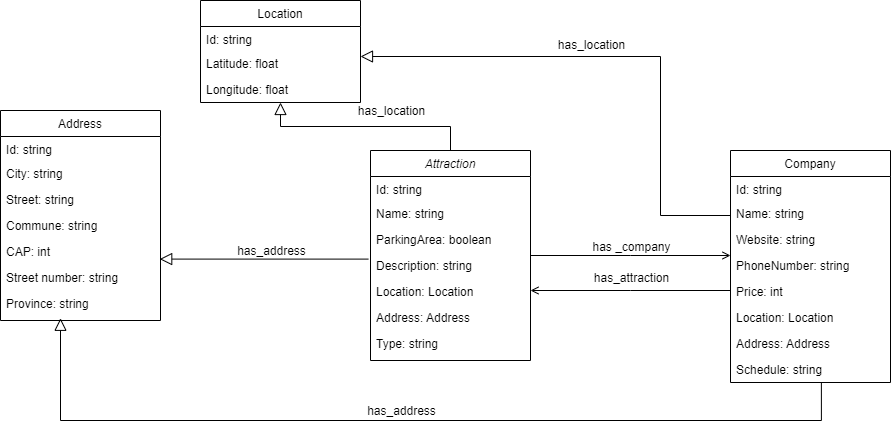 Location
Id: string
Latitude: float
Longitude: float
has_location
has_location
Address
Id: string
City: string
Street: string
Commune: string
CAP: int
Street number: string
Province: string
has_address
Attraction
Id: string
Name: string
ParkingArea: boolean
Description: string
Location: Location
Address: Address
Type: string
has _company
has_attraction
Company
Id: string
Name: string
Website: string
PhoneNumber: string
Price: int
Location: Location
Address: Address
Schedule: string
has_address